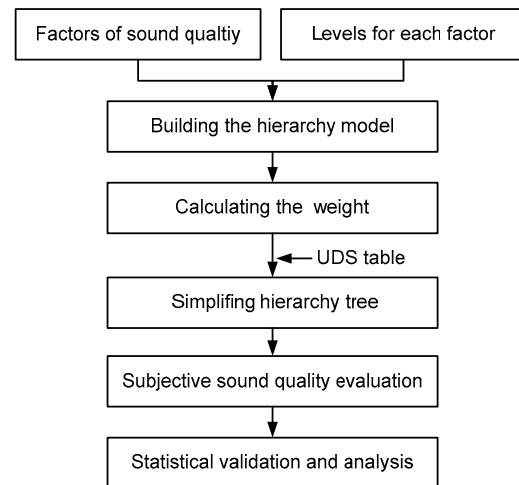 Factors of sound qualtiy
Levels for each factor
Building the hierarchy model
Calculating the weight
UDS table
Simplifing hierarchy tree
Subjective sound quality evaluation
Statistical validation and analysis